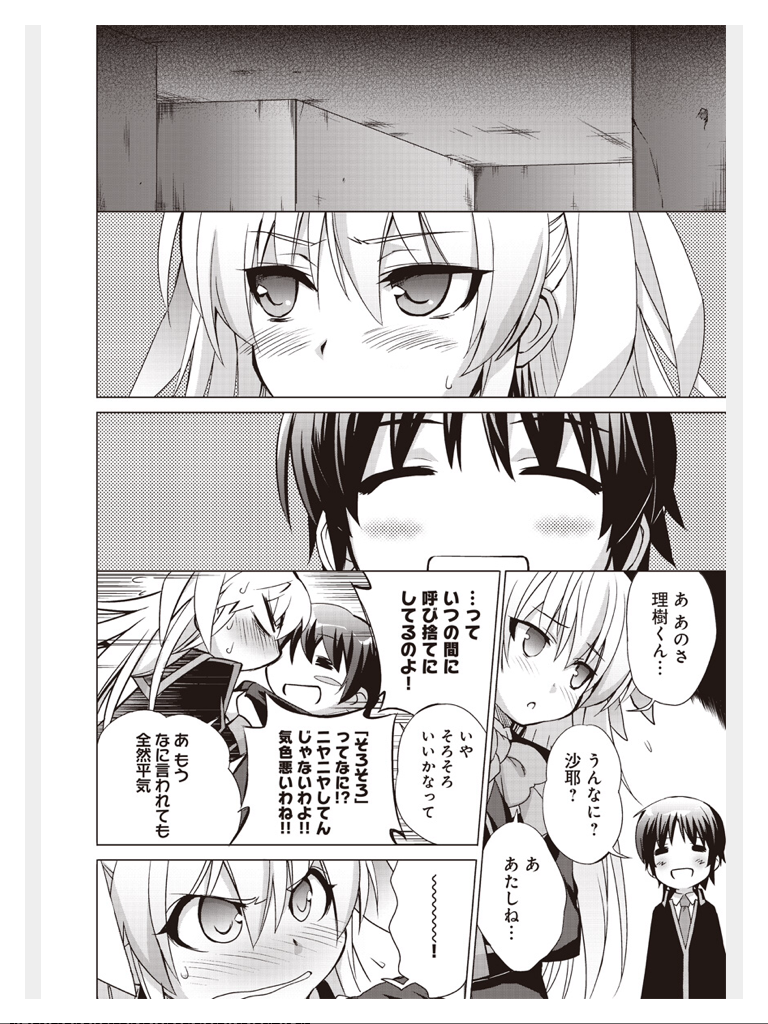 あ あのさ
理樹くん…
うんなに？
沙耶？
あ
あたしね…
…って
いつの間に
呼び捨てに
してるのよ！
いや
そろそろ
いいかなって
「そろそろ」
ってなに!?
ニヤニヤしてん
じゃないわよ!!
気色悪いわね!!
あ もう
なに言われても
全然平気
〜〜〜〜〜！